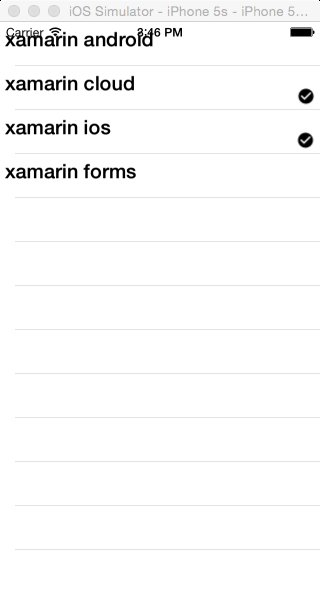 iOS Simulator - iPhone 5s - iPhone 5...
Carrier 3:46 PM
xamarin android
xamarin cloud
xamarin ios
xamarin forms